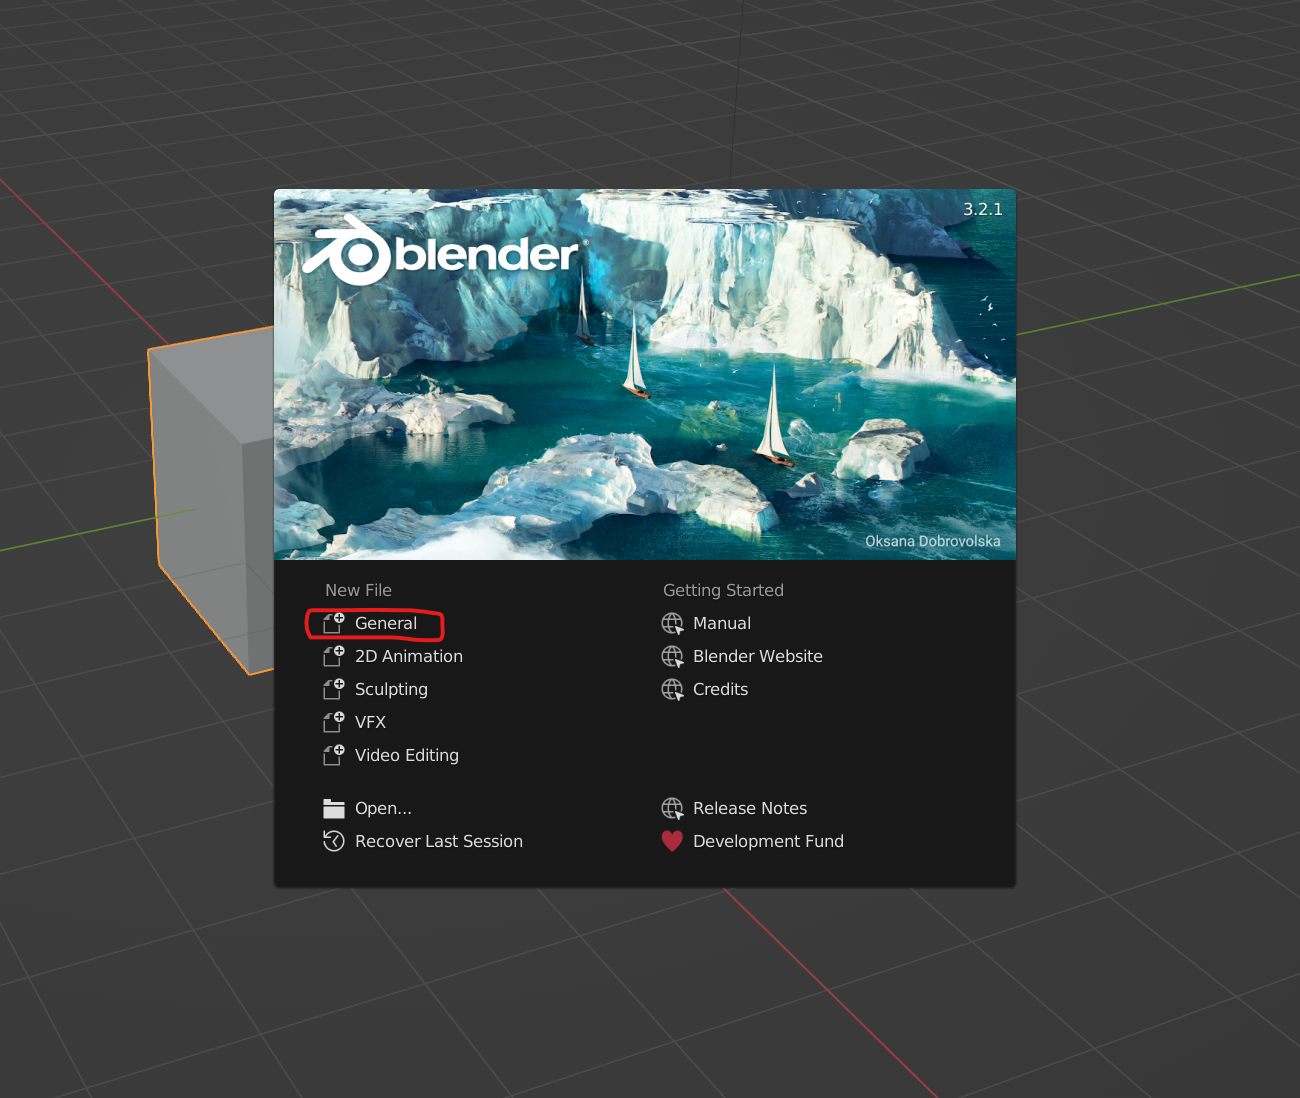 3.2.1
blender
Oksana Dobrovolska
New File
General
2D Animation
Sculpting
VFX
Video Editing
Open...
Recover Last Session
Getting Started
Manual
Blender Website
Credits
Release Notes
Development Fund